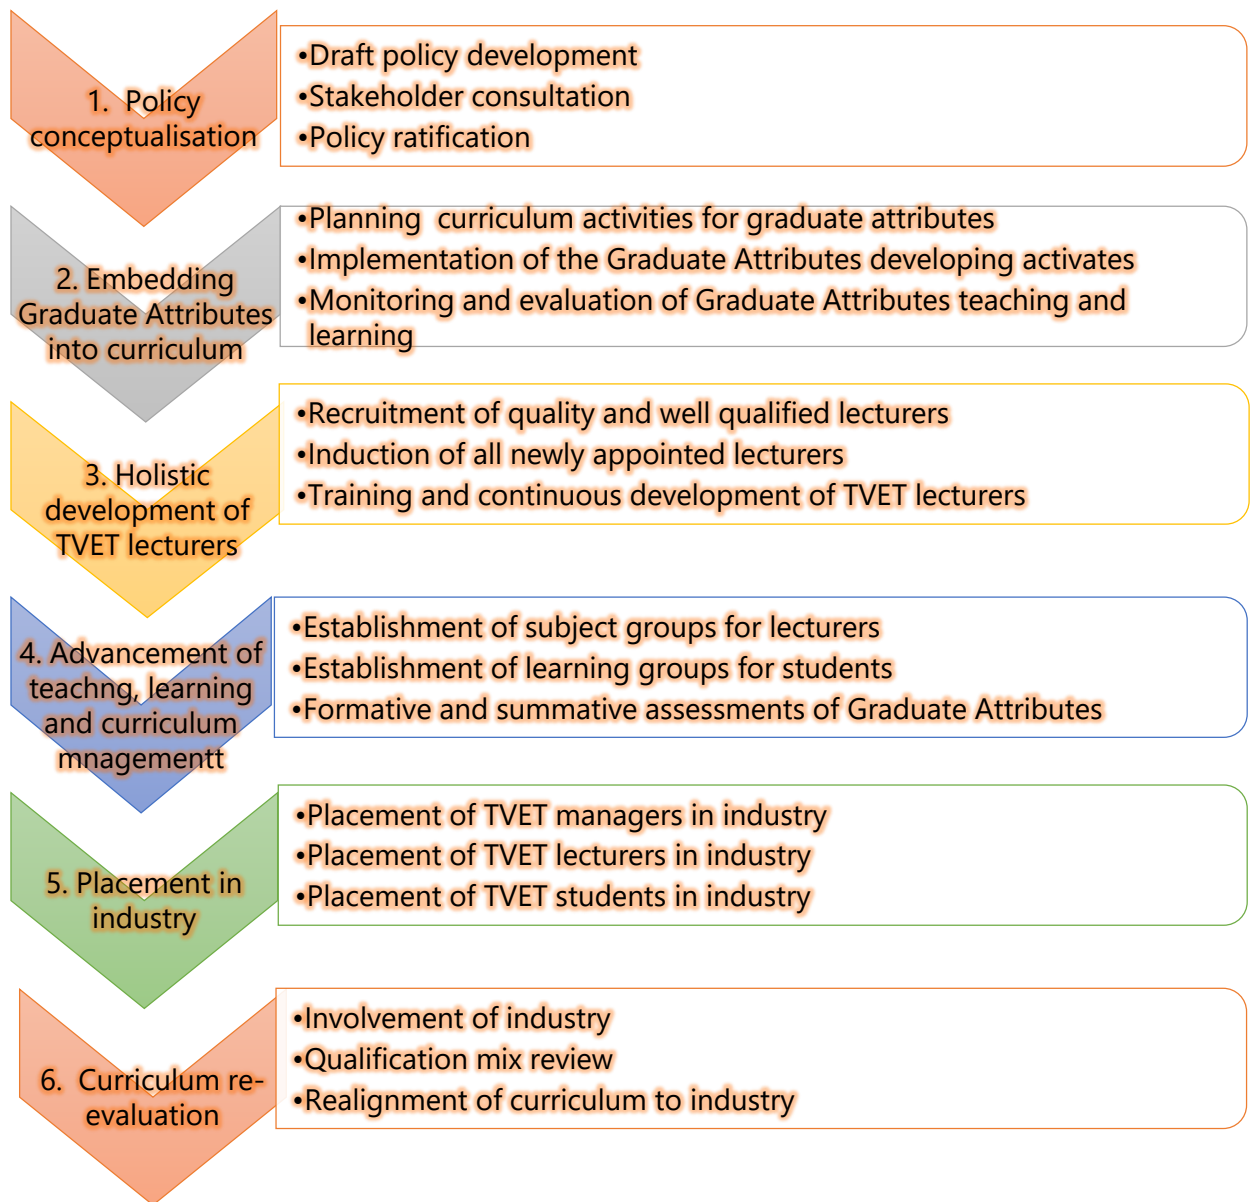 1.  Policy
conceptualisation
•Draft policy development
•Stakeholder consultation
•Policy ratification
2. Embedding
Graduate Attributes
into curriculum
•Planning  curriculum activities for graduate attributes
•Implementation of the Graduate Attributes developing activates
•Monitoring and evaluation of Graduate Attributes teaching and
learning
3. Holistic
development of
TVET lecturers
•Recruitment of quality and well qualified lecturers
•Induction of all newly appointed lecturers
•Training and continuous development of TVET lecturers
4. Advancement of
teachng, learning
and curriculum
mnagementt
•Establishment of subject groups for lecturers
•Establishment of learning groups for students
•Formative and summative assessments of Graduate Attributes
5. Placement in
industry
•Placement of TVET managers in industry
•Placement of TVET lecturers in industry
•Placement of TVET students in industry
6.  Curriculum re-
evaluation
•Involvement of industry
•Qualification mix review
•Realignment of curriculum to industry